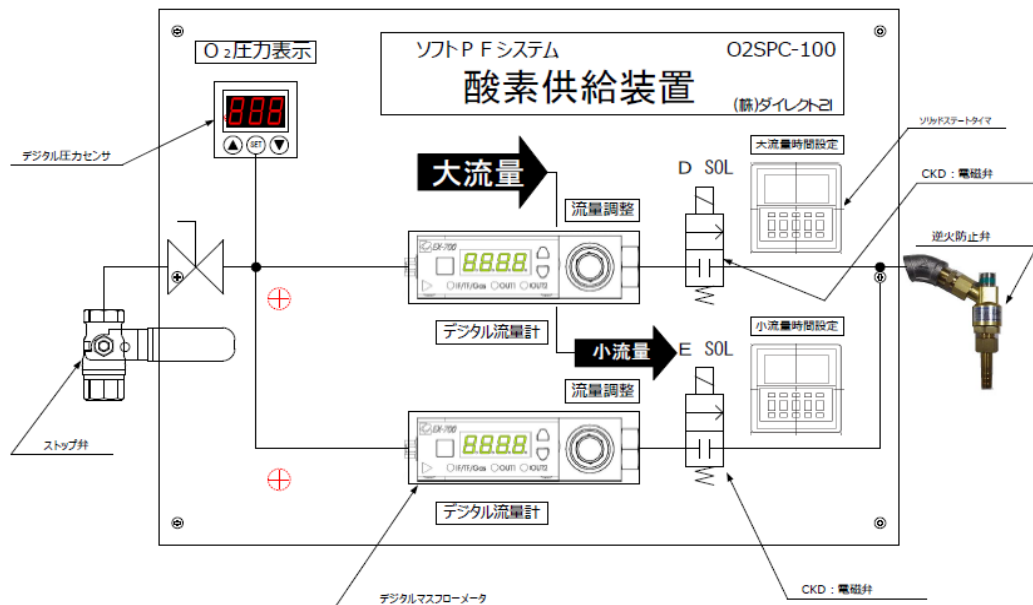 O₂圧力表示
888
SET
ソフトPFシステム O2SPC-100
酸素供給装置
(株)ダイレクト21
ソリッドステートタイマ
デジタル圧力センサ
大流量
D SOL
大流量時間設定
CKD：電磁弁
流量調整
逆火防止弁
EX-700
8.8.8.8.
IF/TF/Gas OUT1 OUT2
デジタル流量計
小流量
E SOL
小流量時間設定
流量調整
ストップ弁
EX-700
8.8.8.8.
IF/TF/Gas OUT1 OUT2
デジタル流量計
デジタルマスフローメータ
CKD：電磁弁